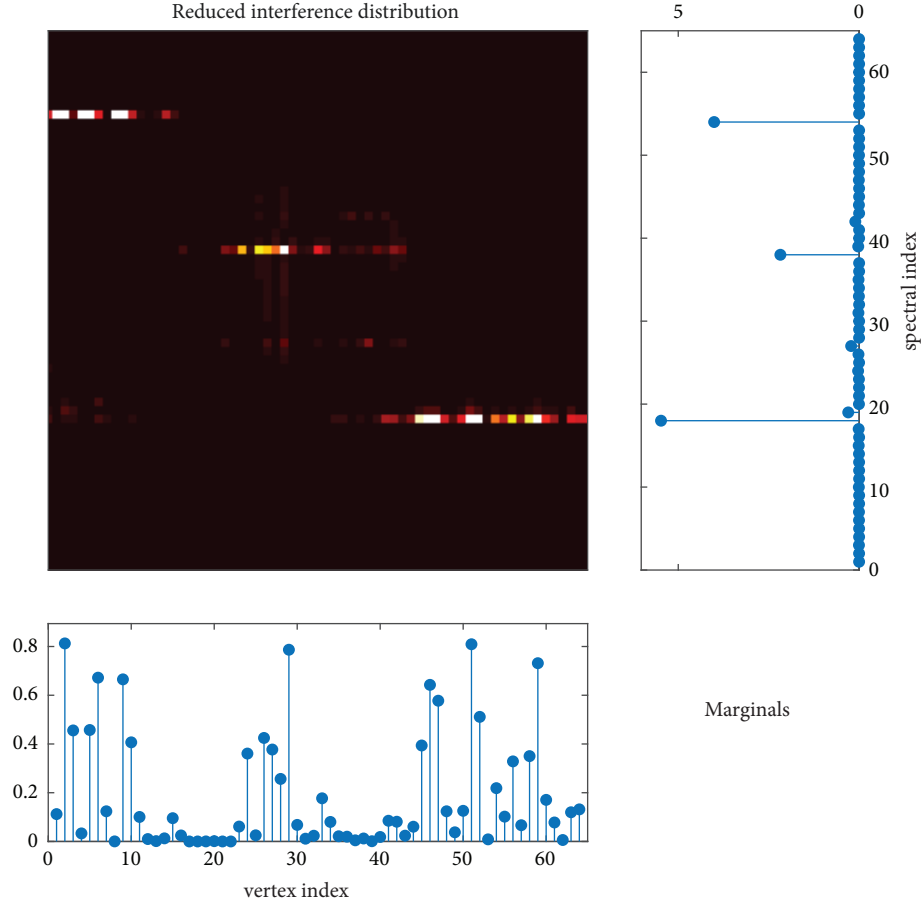 Reduced interference distribution
5 0
60
50
40
30
20
10
0
spectral index
0.8
0.6
0.4
0.2
0
0 10 20 30 40 50 60
vertex index
Marginals